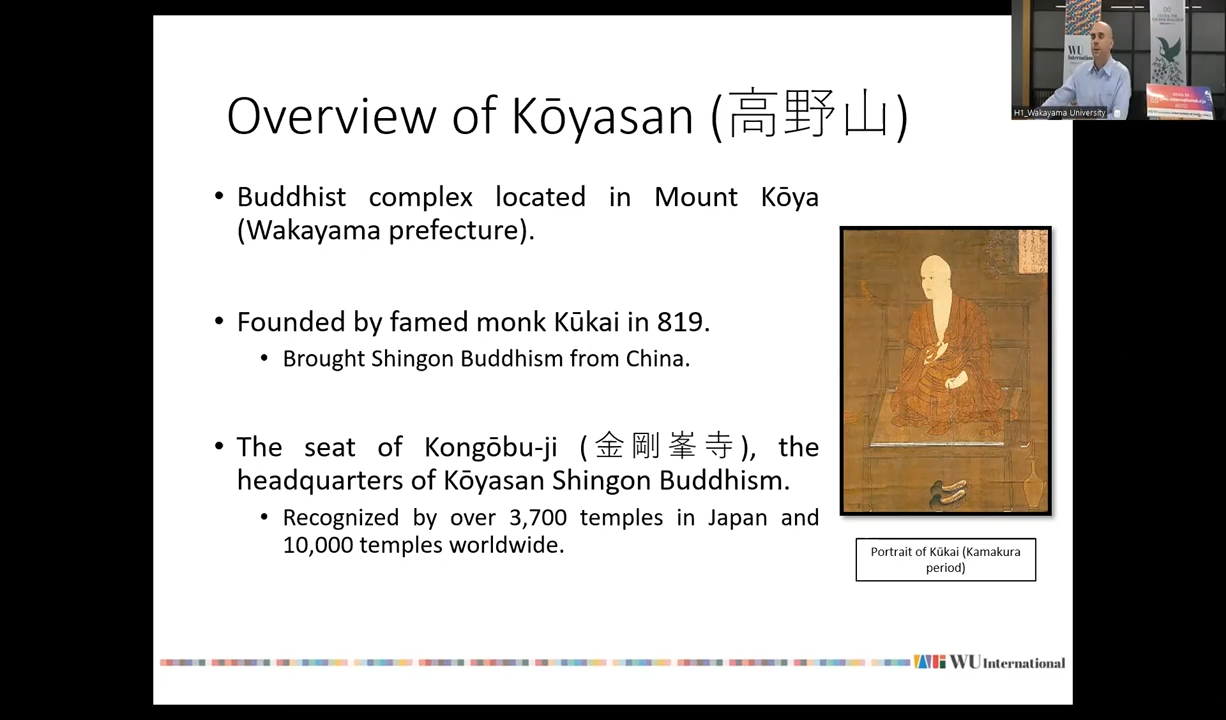 Overview of Kōyasan (高野山)
• Buddhist complex located in Mount Kōya
(Wakayama prefecture).
• Founded by famed monk Kūkai in 819.
• Brought Shingon Buddhism from China.
• The seat of Kongōbu-ji (金剛峯寺), the
headquarters of Kōyasan Shingon Buddhism.
• Recognized by over 3,700 temples in Japan and
10,000 temples worldwide.
Portrait of Kūkai (Kamakura
period)
WU International
WU
International
H1_Wakayama University